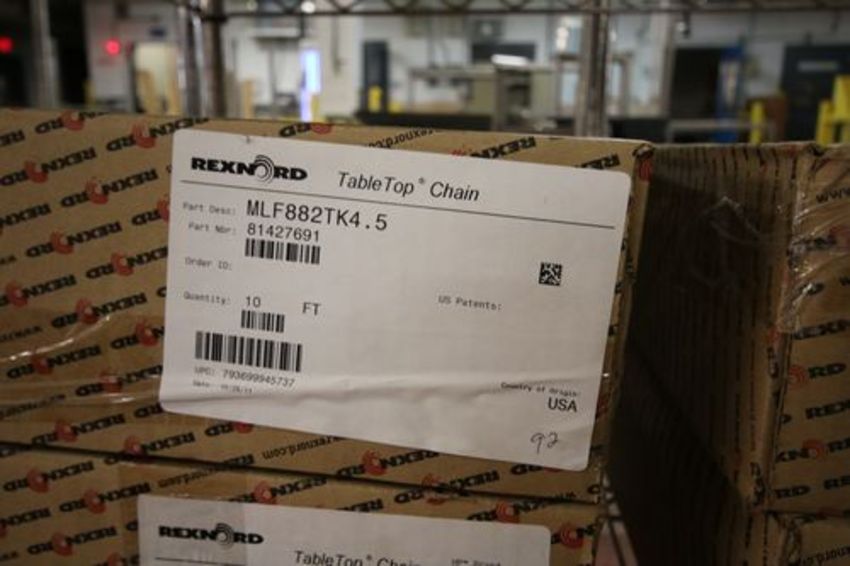 REXNORD TableTop® Chain
Part Desc: MLF882TK4.5
Part Nbr: 81427691
Order ID:
Quantity: 10 FT
US Patents:
UPC: 793699945737
Date:
Country of Origin:
USA
92
REXNORD
TableTop® Chain